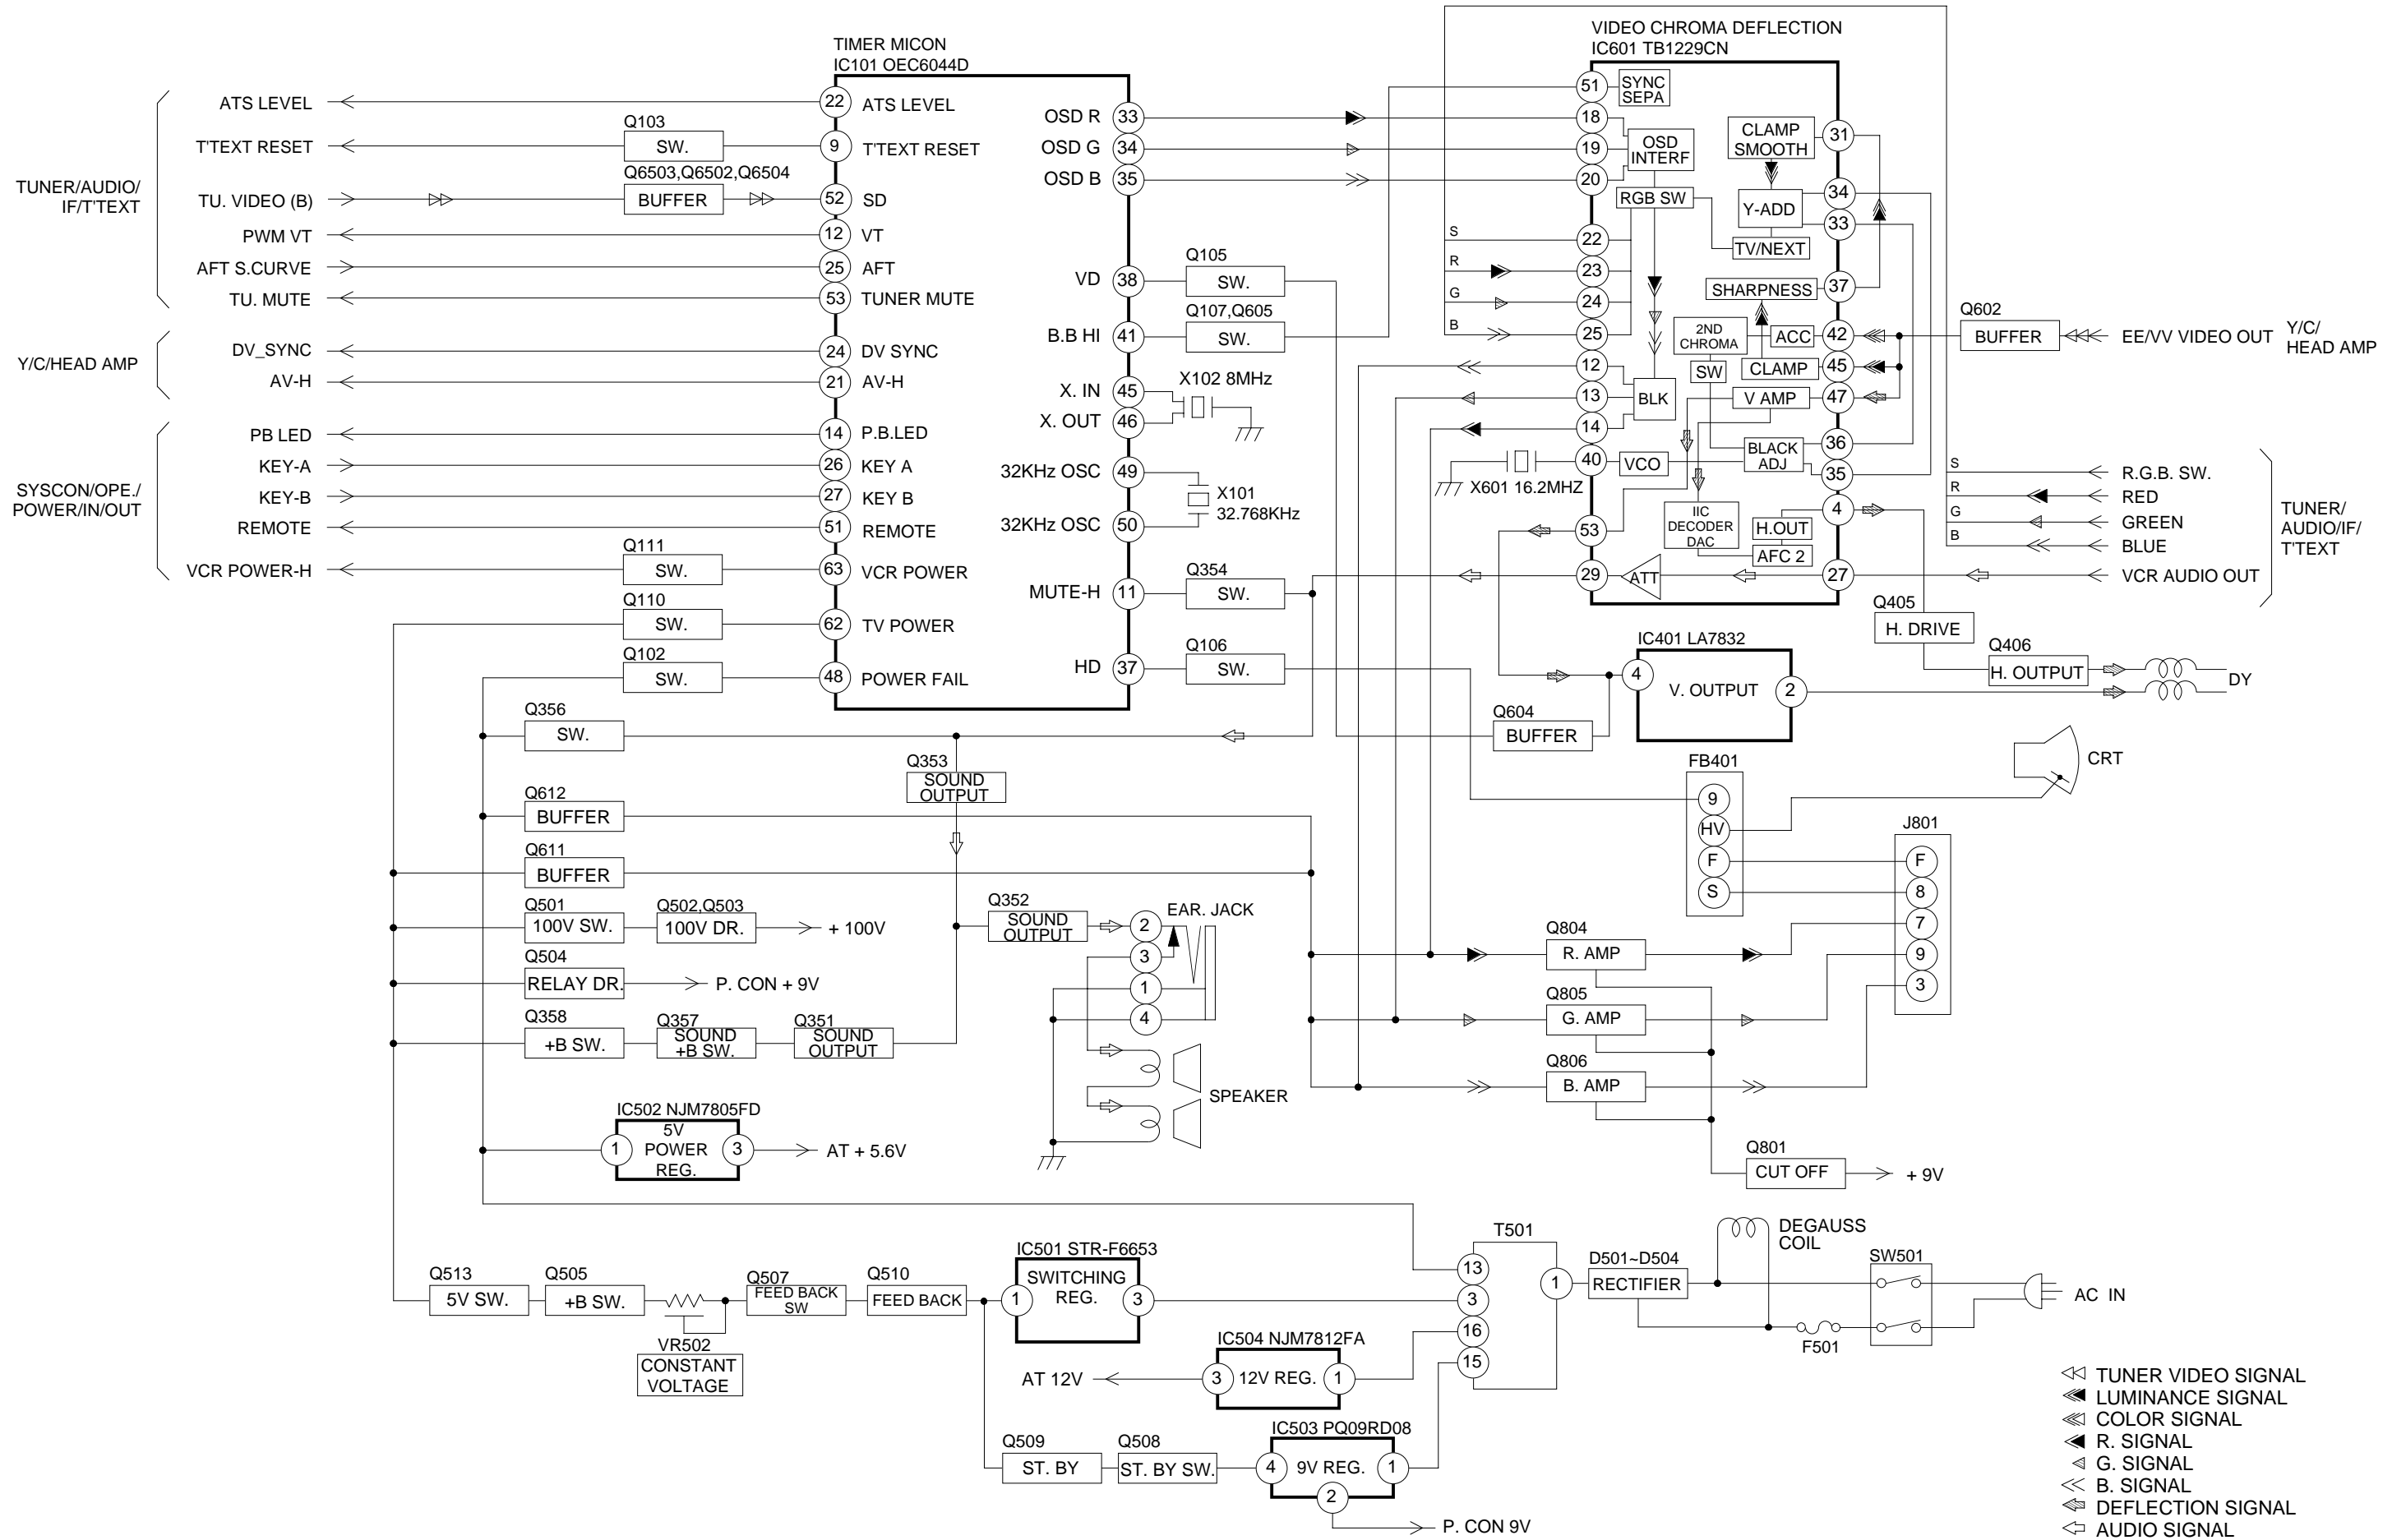 TUNER/AUDIO/
IF/T'TEXT
ATS LEVEL
T'TEXT RESET
TU. VIDEO (B)
PWM VT
AFT S.CURVE
TU. MUTE
Y/C/HEAD AMP
DV_SYNC
AV-H
SYSCON/OPE./
POWER/IN/OUT
PB LED
KEY-A
KEY-B
REMOTE
VCR POWER-H
Q103
SW.
Q6503,Q6502,Q6504
BUFFER
Q111
SW.
Q110
SW.
Q102
SW.
TIMER MICON
IC101 OEC6044D
22 ATS LEVEL
9 T'TEXT RESET
52 SD
12 VT
25 AFT
53 TUNER MUTE
24 DV SYNC
21 AV-H
14 P.B.LED
26 KEY A
27 KEY B
51 REMOTE
63 VCR POWER
62 TV POWER
48 POWER FAIL
OSD R 33
OSD G 34
OSD B 35
VD 38
B.B HI 41
X. IN 45
X. OUT 46
32KHz OSC 49
32KHz OSC 50
MUTE-H 11
HD 37
Q105
SW.
Q107,Q605
SW.
X102 8MHz
X101
32.768KHz
Q354
SW.
Q106
SW.
VIDEO CHROMA DEFLECTION
IC601 TB1229CN
51
18
19
20
22
23
24
25
12
13
14
40
53
29
S
R
G
B
X601 16.2MHZ
SYNC
SEPA
OSD
INTERF
RGB SW
CLAMP
SMOOTH
Y-ADD
TV/NEXT
SHARPNESS
2ND
CHROMA
ACC
SW
CLAMP
V AMP
BLK
BLACK
ADJ
VCO
IIC
DECODER
DAC
H.OUT
AFC 2
ATT
31
34
33
37
42
45
47
36
35
4
27
Q602
BUFFER
EE/VV VIDEO OUT
Y/C/
HEAD AMP
S
R
G
B
R.G.B. SW.
RED
GREEN
BLUE
VCR AUDIO OUT
TUNER/
AUDIO/IF/
T'TEXT
Q405
H. DRIVE
Q406
H. OUTPUT
DY
IC401 LA7832
4
V. OUTPUT
2
Q604
BUFFER
FB401
9
HV
F
S
CRT
J801
F
8
7
9
3
Q356
SW.
Q353
SOUND
OUTPUT
Q612
BUFFER
Q611
BUFFER
Q501
100V SW.
Q502,Q503
100V DR.
+ 100V
Q504
RELAY DR.
P. CON + 9V
Q358
+B SW.
Q357
SOUND
+B SW.
Q351
SOUND
OUTPUT
Q352
SOUND
OUTPUT
EAR. JACK
2
3
1
4
SPEAKER
Q804
R. AMP
Q805
G. AMP
Q806
B. AMP
Q801
CUT OFF
+ 9V
IC502 NJM7805FD
1
5V
POWER
REG.
3
AT + 5.6V
Q513
5V SW.
Q505
+B SW.
VR502
CONSTANT
VOLTAGE
Q507
FEED BACK
SW
Q510
FEED BACK
IC501 STR-F6653
1
SWITCHING
REG.
3
T501
13
3
16
15
1
D501~D504
RECTIFIER
DEGAUSS
COIL
SW501
F501
AC IN
IC504 NJM7812FA
AT 12V
3
12V REG.
1
Q509
ST. BY
Q508
ST. BY SW.
IC503 PQ09RD08
4
9V REG.
1
2
P. CON 9V
TUNER VIDEO SIGNAL
LUMINANCE SIGNAL
COLOR SIGNAL
R. SIGNAL
G. SIGNAL
B. SIGNAL
DEFLECTION SIGNAL
AUDIO SIGNAL